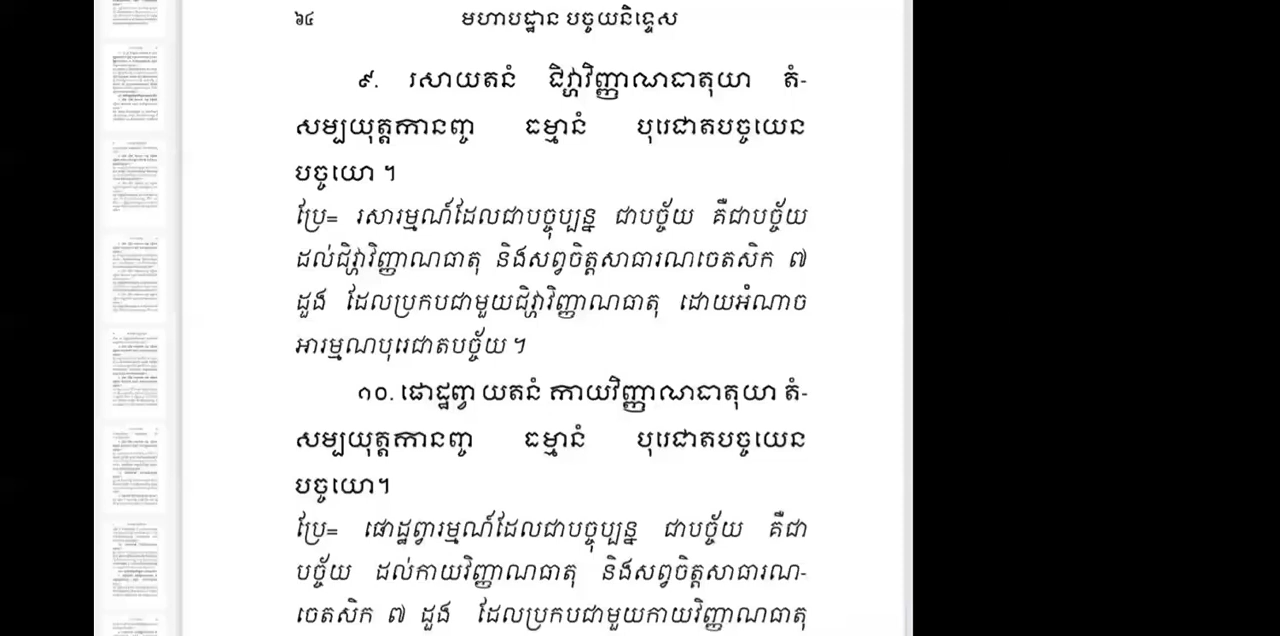 ៦៤ មហាបដ្ឋាន បច្ចយនិទ្ទេស
៩. រសាយតនំ ជិវ្ហាវិញ្ញាណធាតុយា តំ-
សម្បយុត្តកានញ្ច ធម្មានំ បុរេជាតបច្ចយេន
បច្ចយោ ។
ប្រែ= រសារម្មណ៍ដែលជាបច្ចុប្បន្ន ជាបច្ច័យ គឺជាបច្ច័យ
ដល់ជិវ្ហាវិញ្ញាណធាតុ និងសព្វចិត្តសាធារណចេតសិក ៧
ដួង ដែលប្រកបជាមួយជិវ្ហាវិញ្ញាណធាតុ ដោយអំណាច
អារម្មណបុរេជាតបច្ច័យ ។
១០. ផោដ្ឋព្វាយតនំ កាយវិញ្ញាណធាតុយា តំ-
សម្បយុត្តកានញ្ច ធម្មានំ បុរេជាតបច្ចយេន
បច្ចយោ។
ប្រែ= ផោដ្ឋព្វារម្មណ៍ដែលជាបច្ចុប្បន្ន ជាបច្ច័យ គឺជា
បច្ច័យ ដល់កាយវិញ្ញាណធាតុ និងសព្វចិត្តសាធារណ-
ចេតសិក ៧ ដួង ដែលប្រកបជាមួយកាយវិញ្ញាណធាតុ